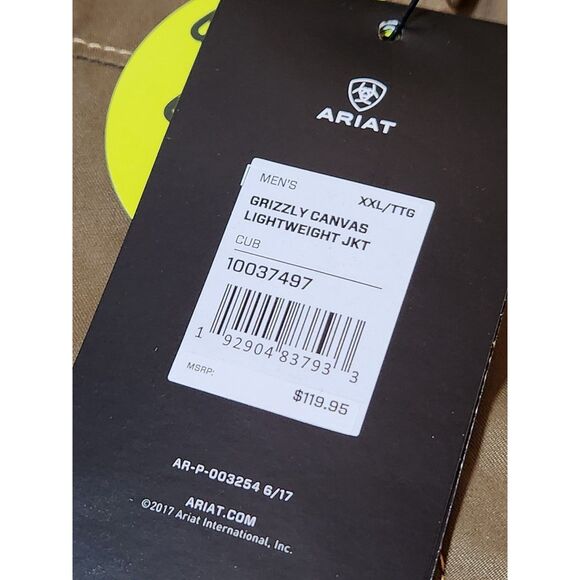 ARIAT
MEN'S XXL/TTG
GRIZZLY CANVAS
LIGHTWEIGHT JKT
CUB
10037497
1 92904 83793 3
MSRP: $119.95
AR-P-003254 6/17
ARIAT.COM
©2017 Ariat International, Inc.